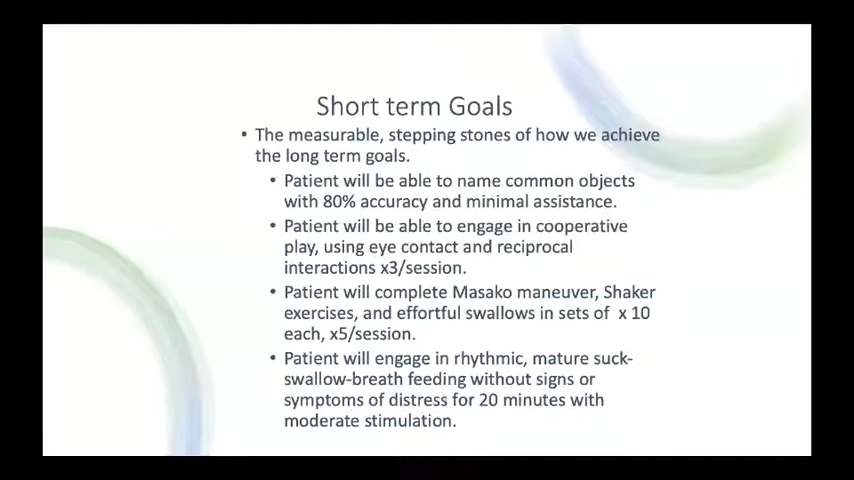 Short term Goals
• The measurable, stepping stones of how we achieve
the long term goals.
• Patient will be able to name common objects
with 80% accuracy and minimal assistance.
• Patient will be able to engage in cooperative
play, using eye contact and reciprocal
interactions x3/session.
• Patient will complete Masako maneuver, Shaker
exercises, and effortful swallows in sets of  x 10
each, x5/session.
• Patient will engage in rhythmic, mature suck-
swallow-breath feeding without signs or
symptoms of distress for 20 minutes with
moderate stimulation.